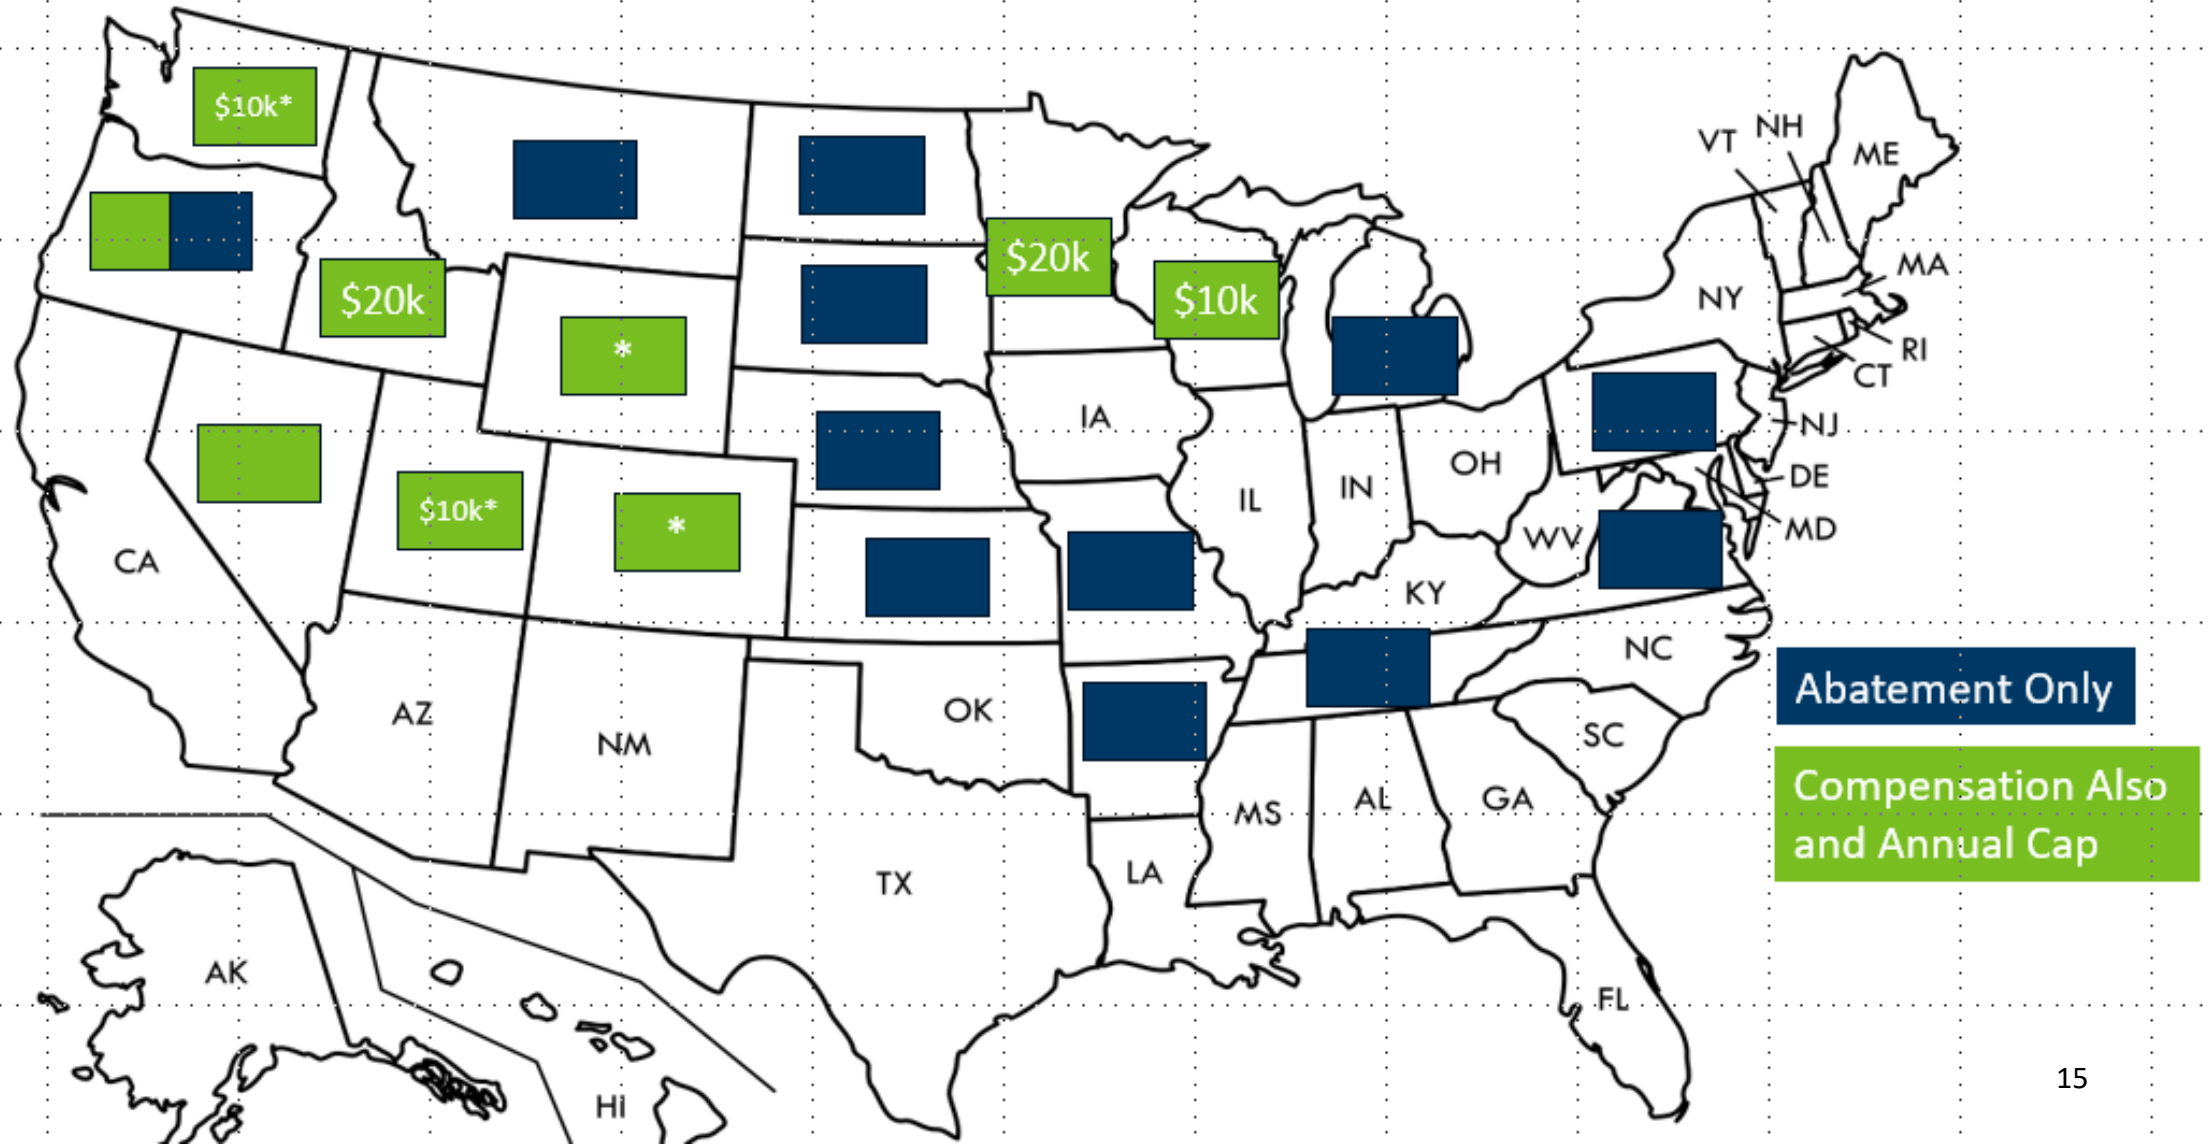 $10k*
VT
NH
ME
$20k
$20k
$10k
*
MA
NY
RI
CT
IA
NJ
OH
IN
IL
DE
$10k*
*
MD
WV
CA
KY
NC
AZ
NM
OK
SC
MS
AL
GA
TX
LA
AK
FL
HI
Abatement Only
Compensation Also
and Annual Cap
15